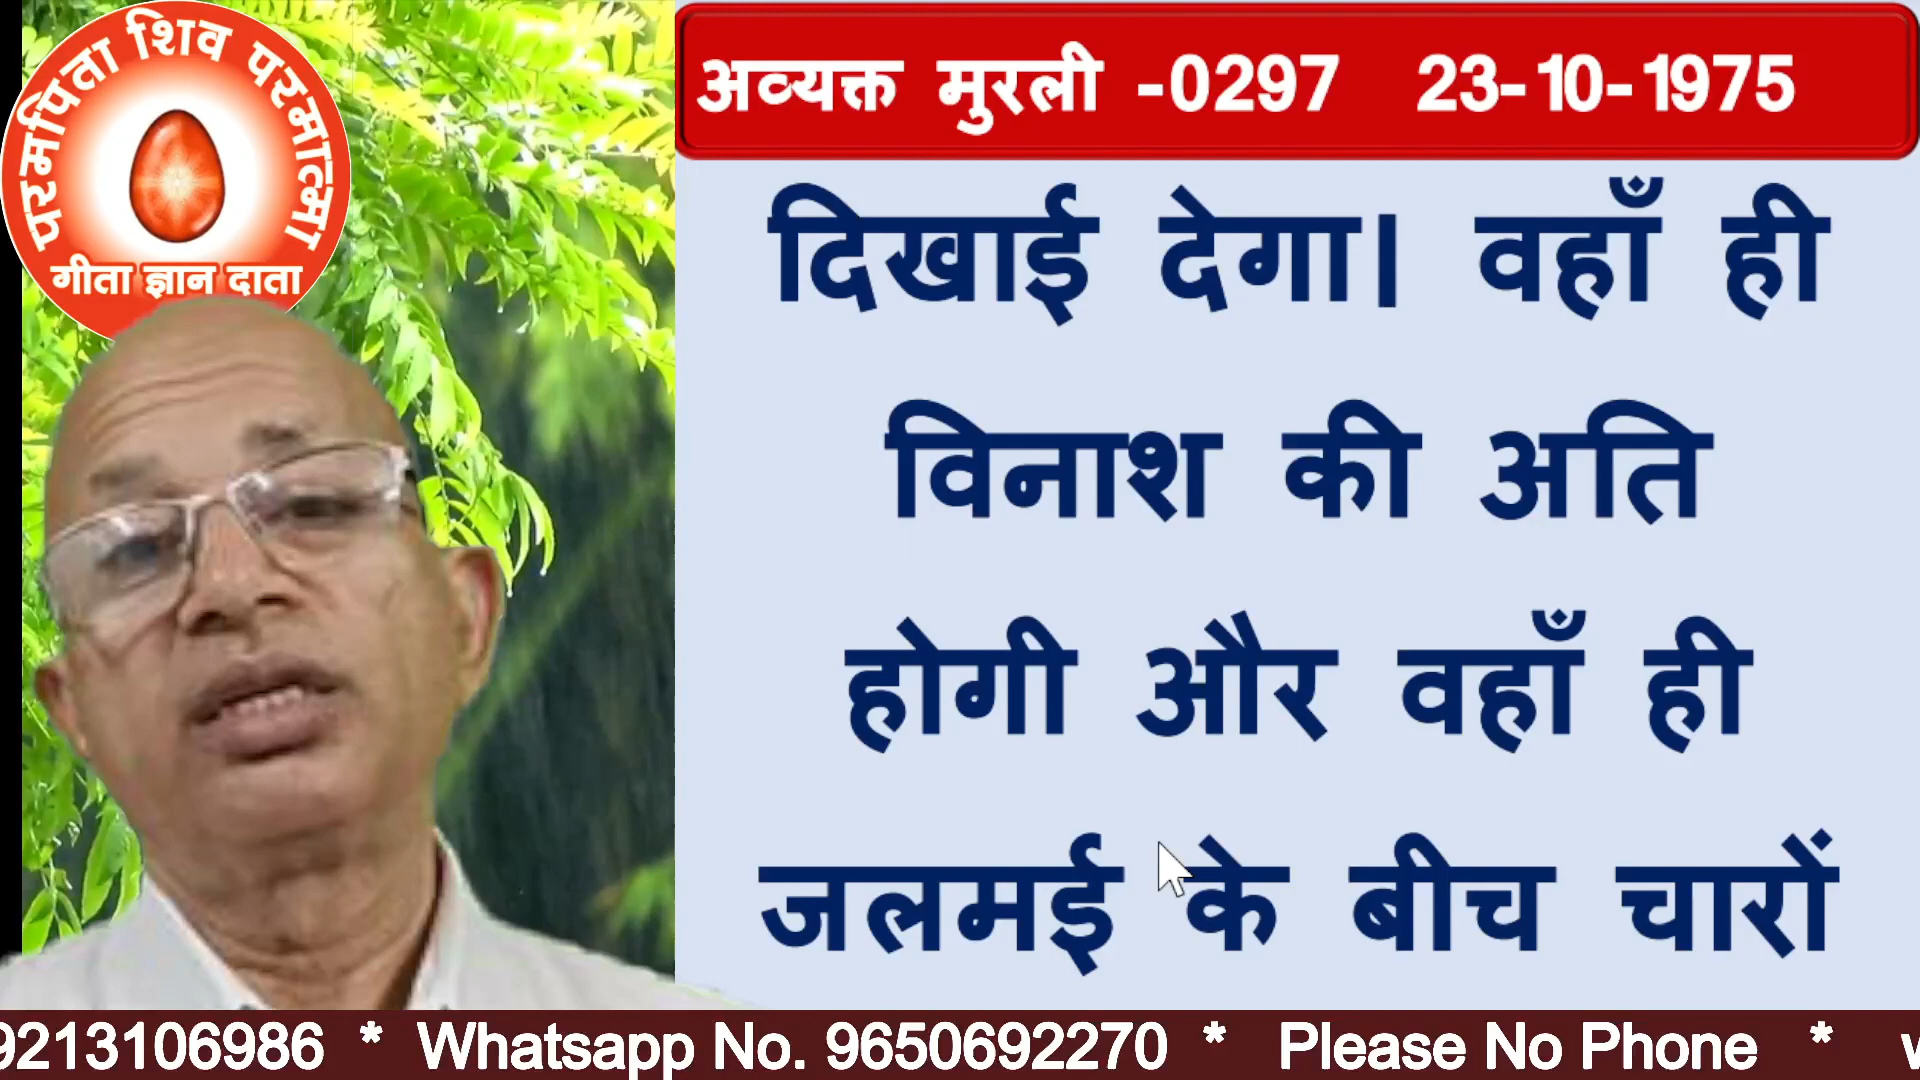 परमपिता शिव परमात्मा
गीता ज्ञान दाता
अव्यक्त मुरली -0297 23-10-1975
दिखाई देगा। वहाँ ही
विनाश की अति
होगी और वहाँ ही
जलमई के बीच चारों
9213106986 * Whatsapp No. 9650692270 * Please No Phone *